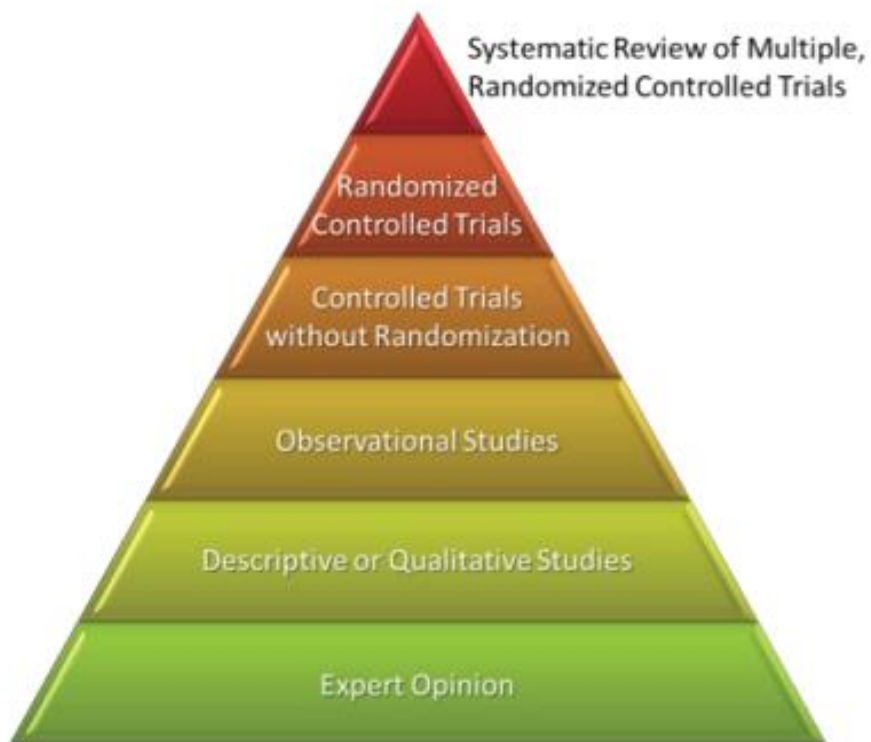 Systematic Review of Multiple,
Randomized Controlled Trials
Randomized
Controlled Trials
Controlled Trials
without Randomization
Observational Studies
Descriptive or Qualitative Studies
Expert Opinion